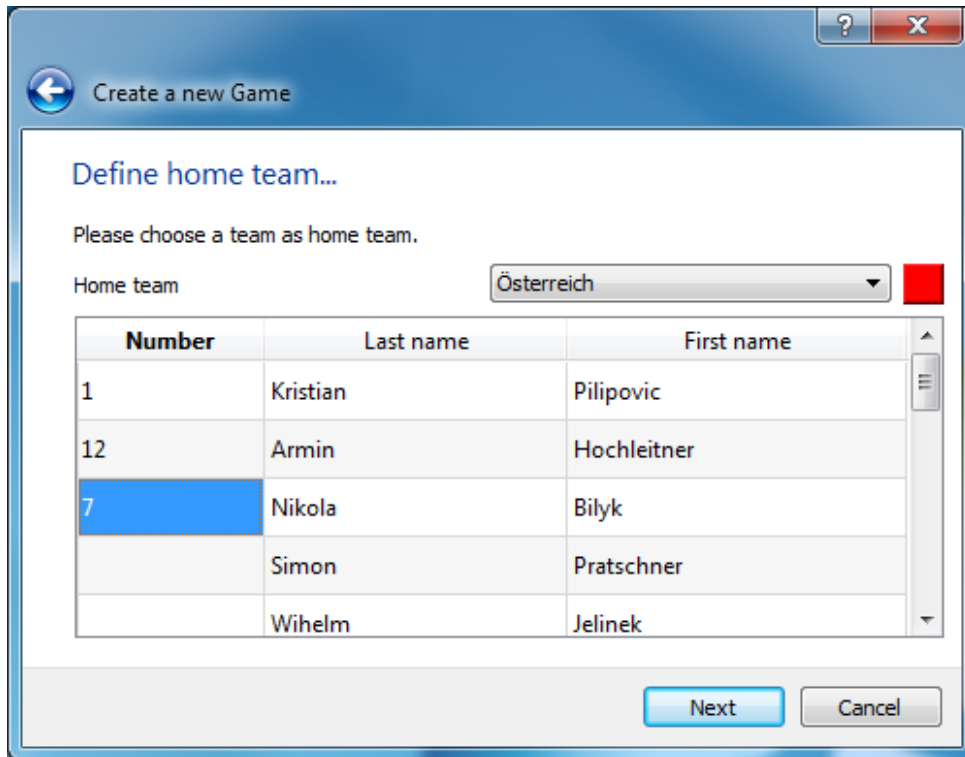 ?
Create a new Game
Define home team...
Please choose a team as home team.
Home team Österreich
Number Last name First name
1 Kristian Pilipovic
12 Armin Hochleitner
7 Nikola Bilyk
Simon Pratschner
Wihelm Jelinek
Next Cancel